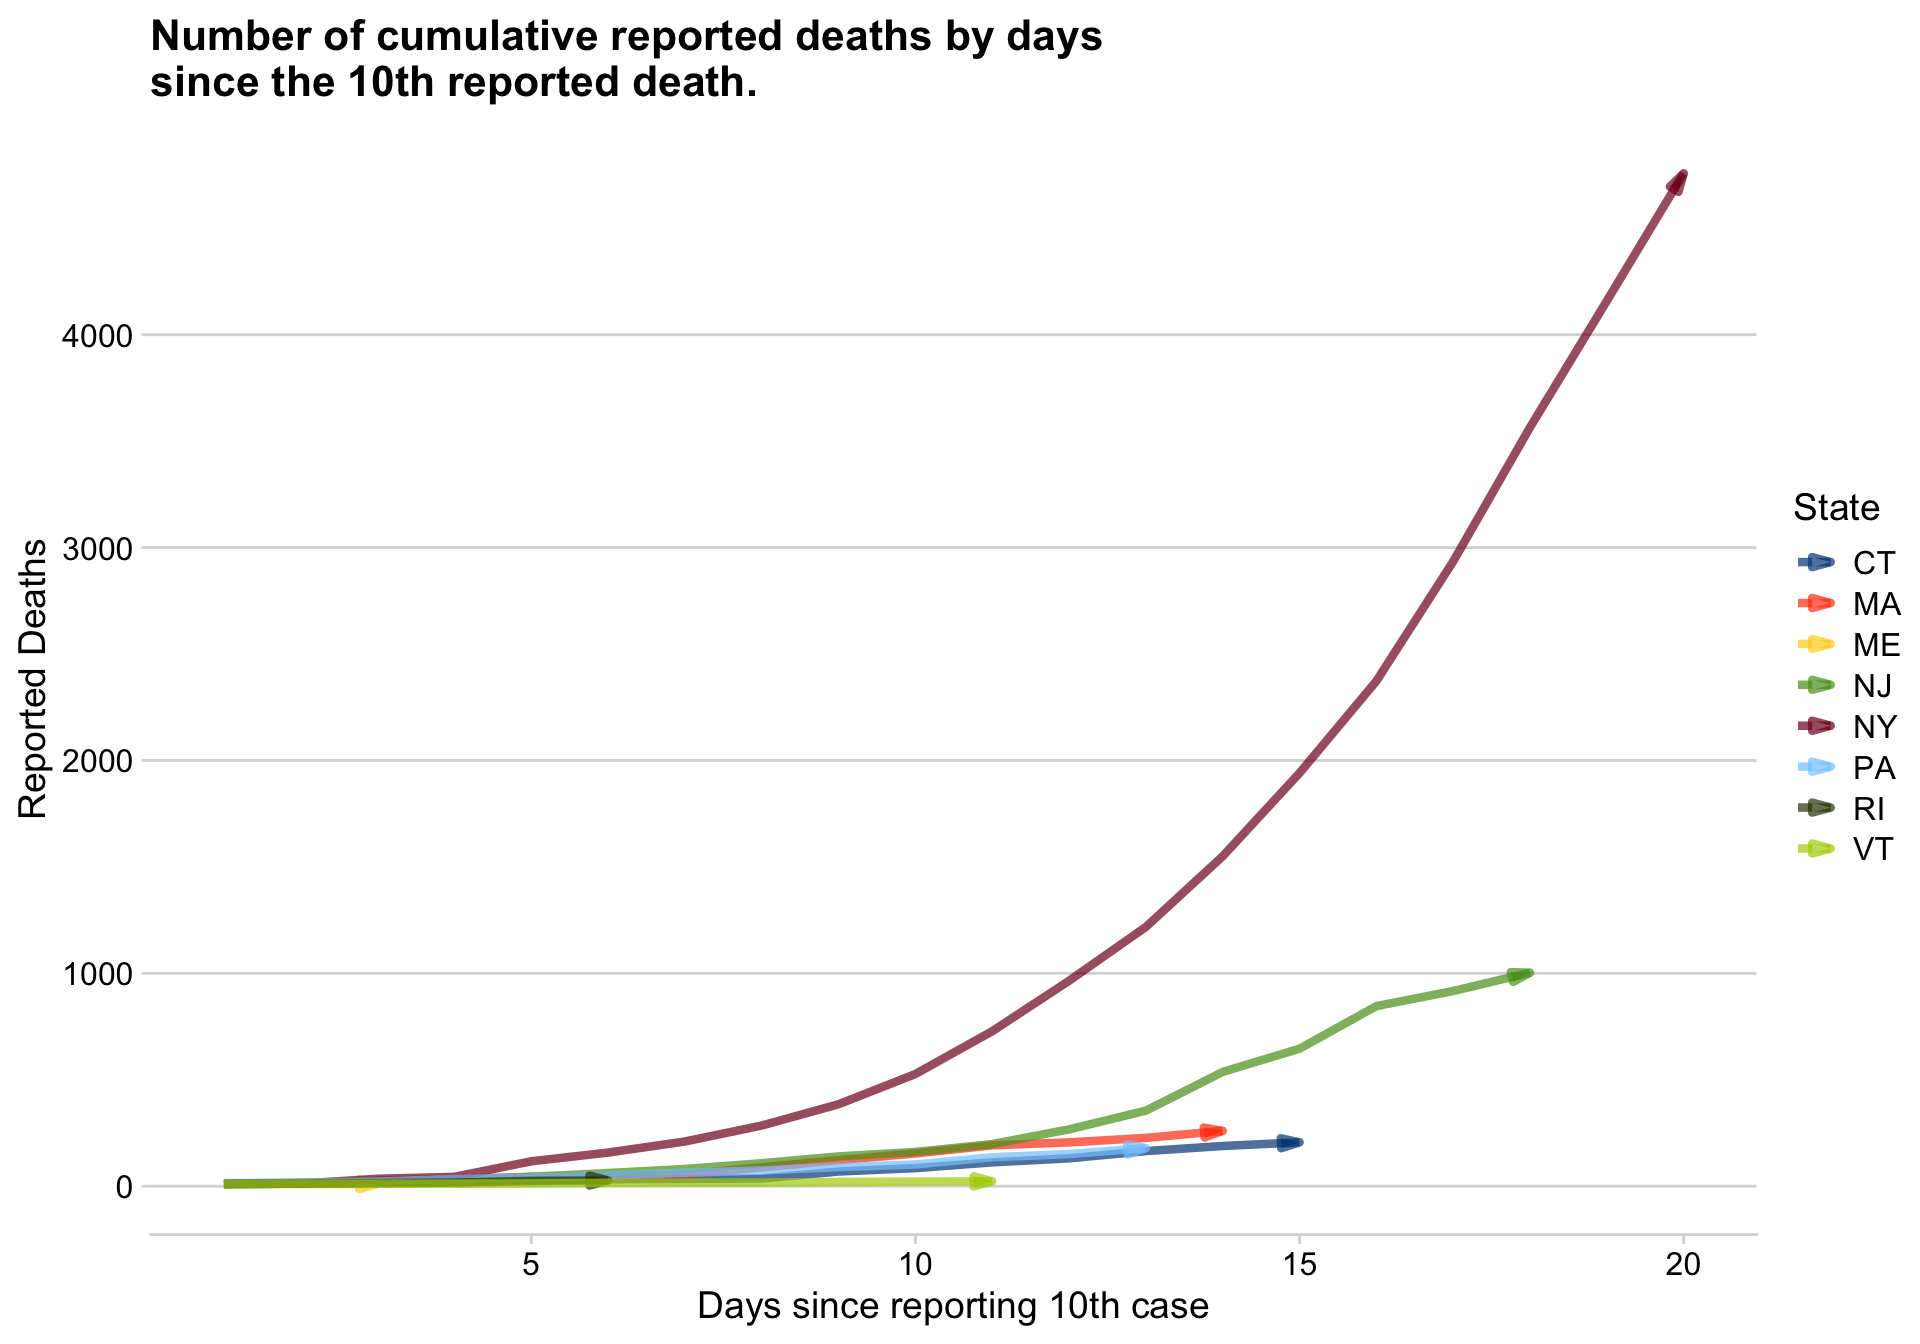 Number of cumulative reported deaths by days
since the 10th reported death.
4000
3000
2000
1000
0
Reported Deaths
5
10
15
20
Days since reporting 10th case
State
CT
MA
ME
NJ
NY
PA
RI
VT